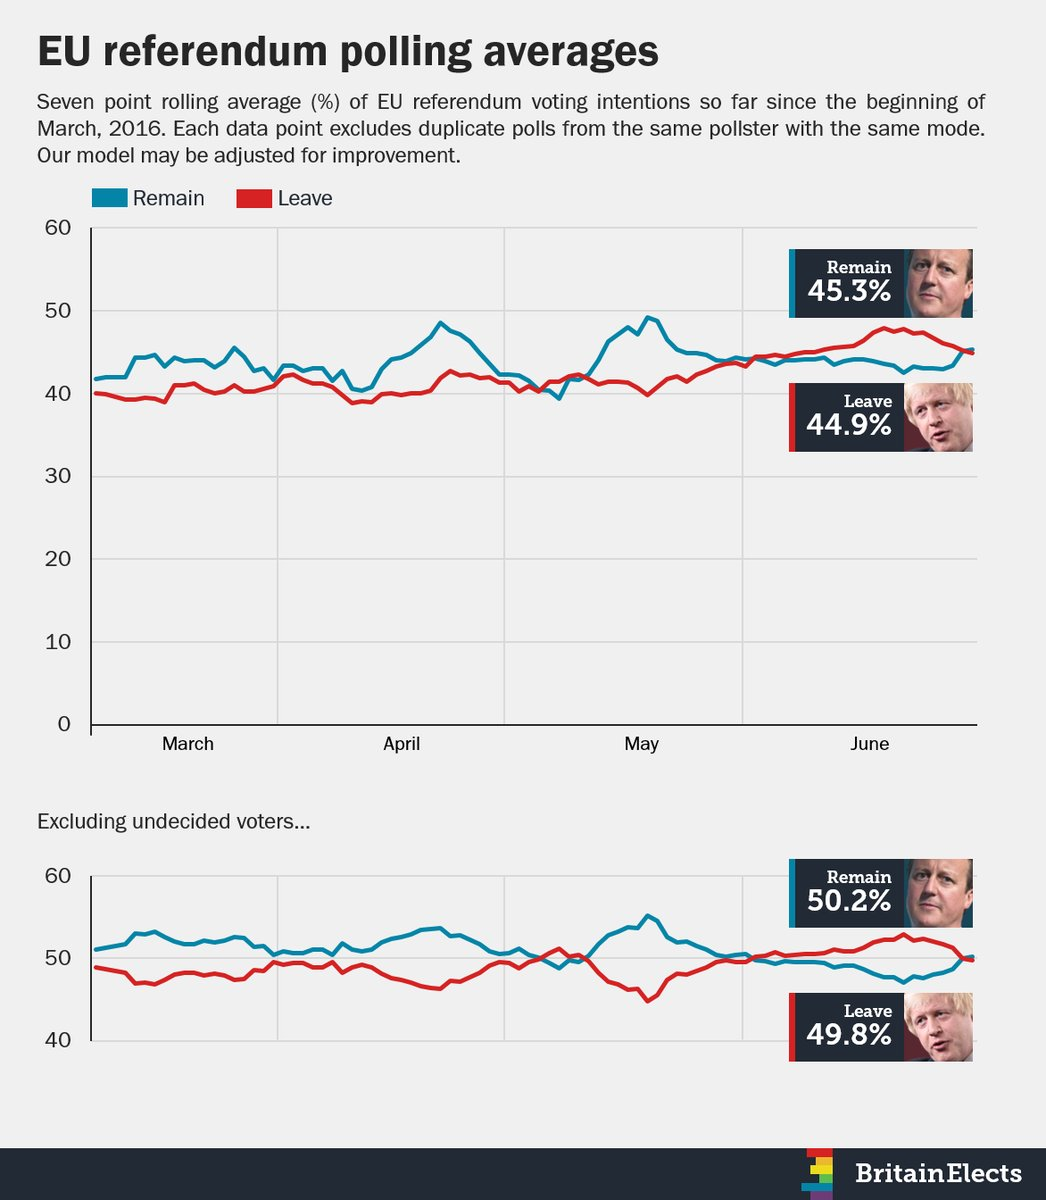 EU referendum polling averages
Seven point rolling average (%) of EU referendum voting intentions so far since the beginning of
March, 2016. Each data point excludes duplicate polls from the same pollster with the same mode.
Our model may be adjusted for improvement.
Remain Leave
60
Remain
45.3%
50
40
Leave
44.9%
30
20
10
0
March April May June
Excluding undecided voters...
60
Remain
50.2%
50
Leave
49.8%
40
BritainElects